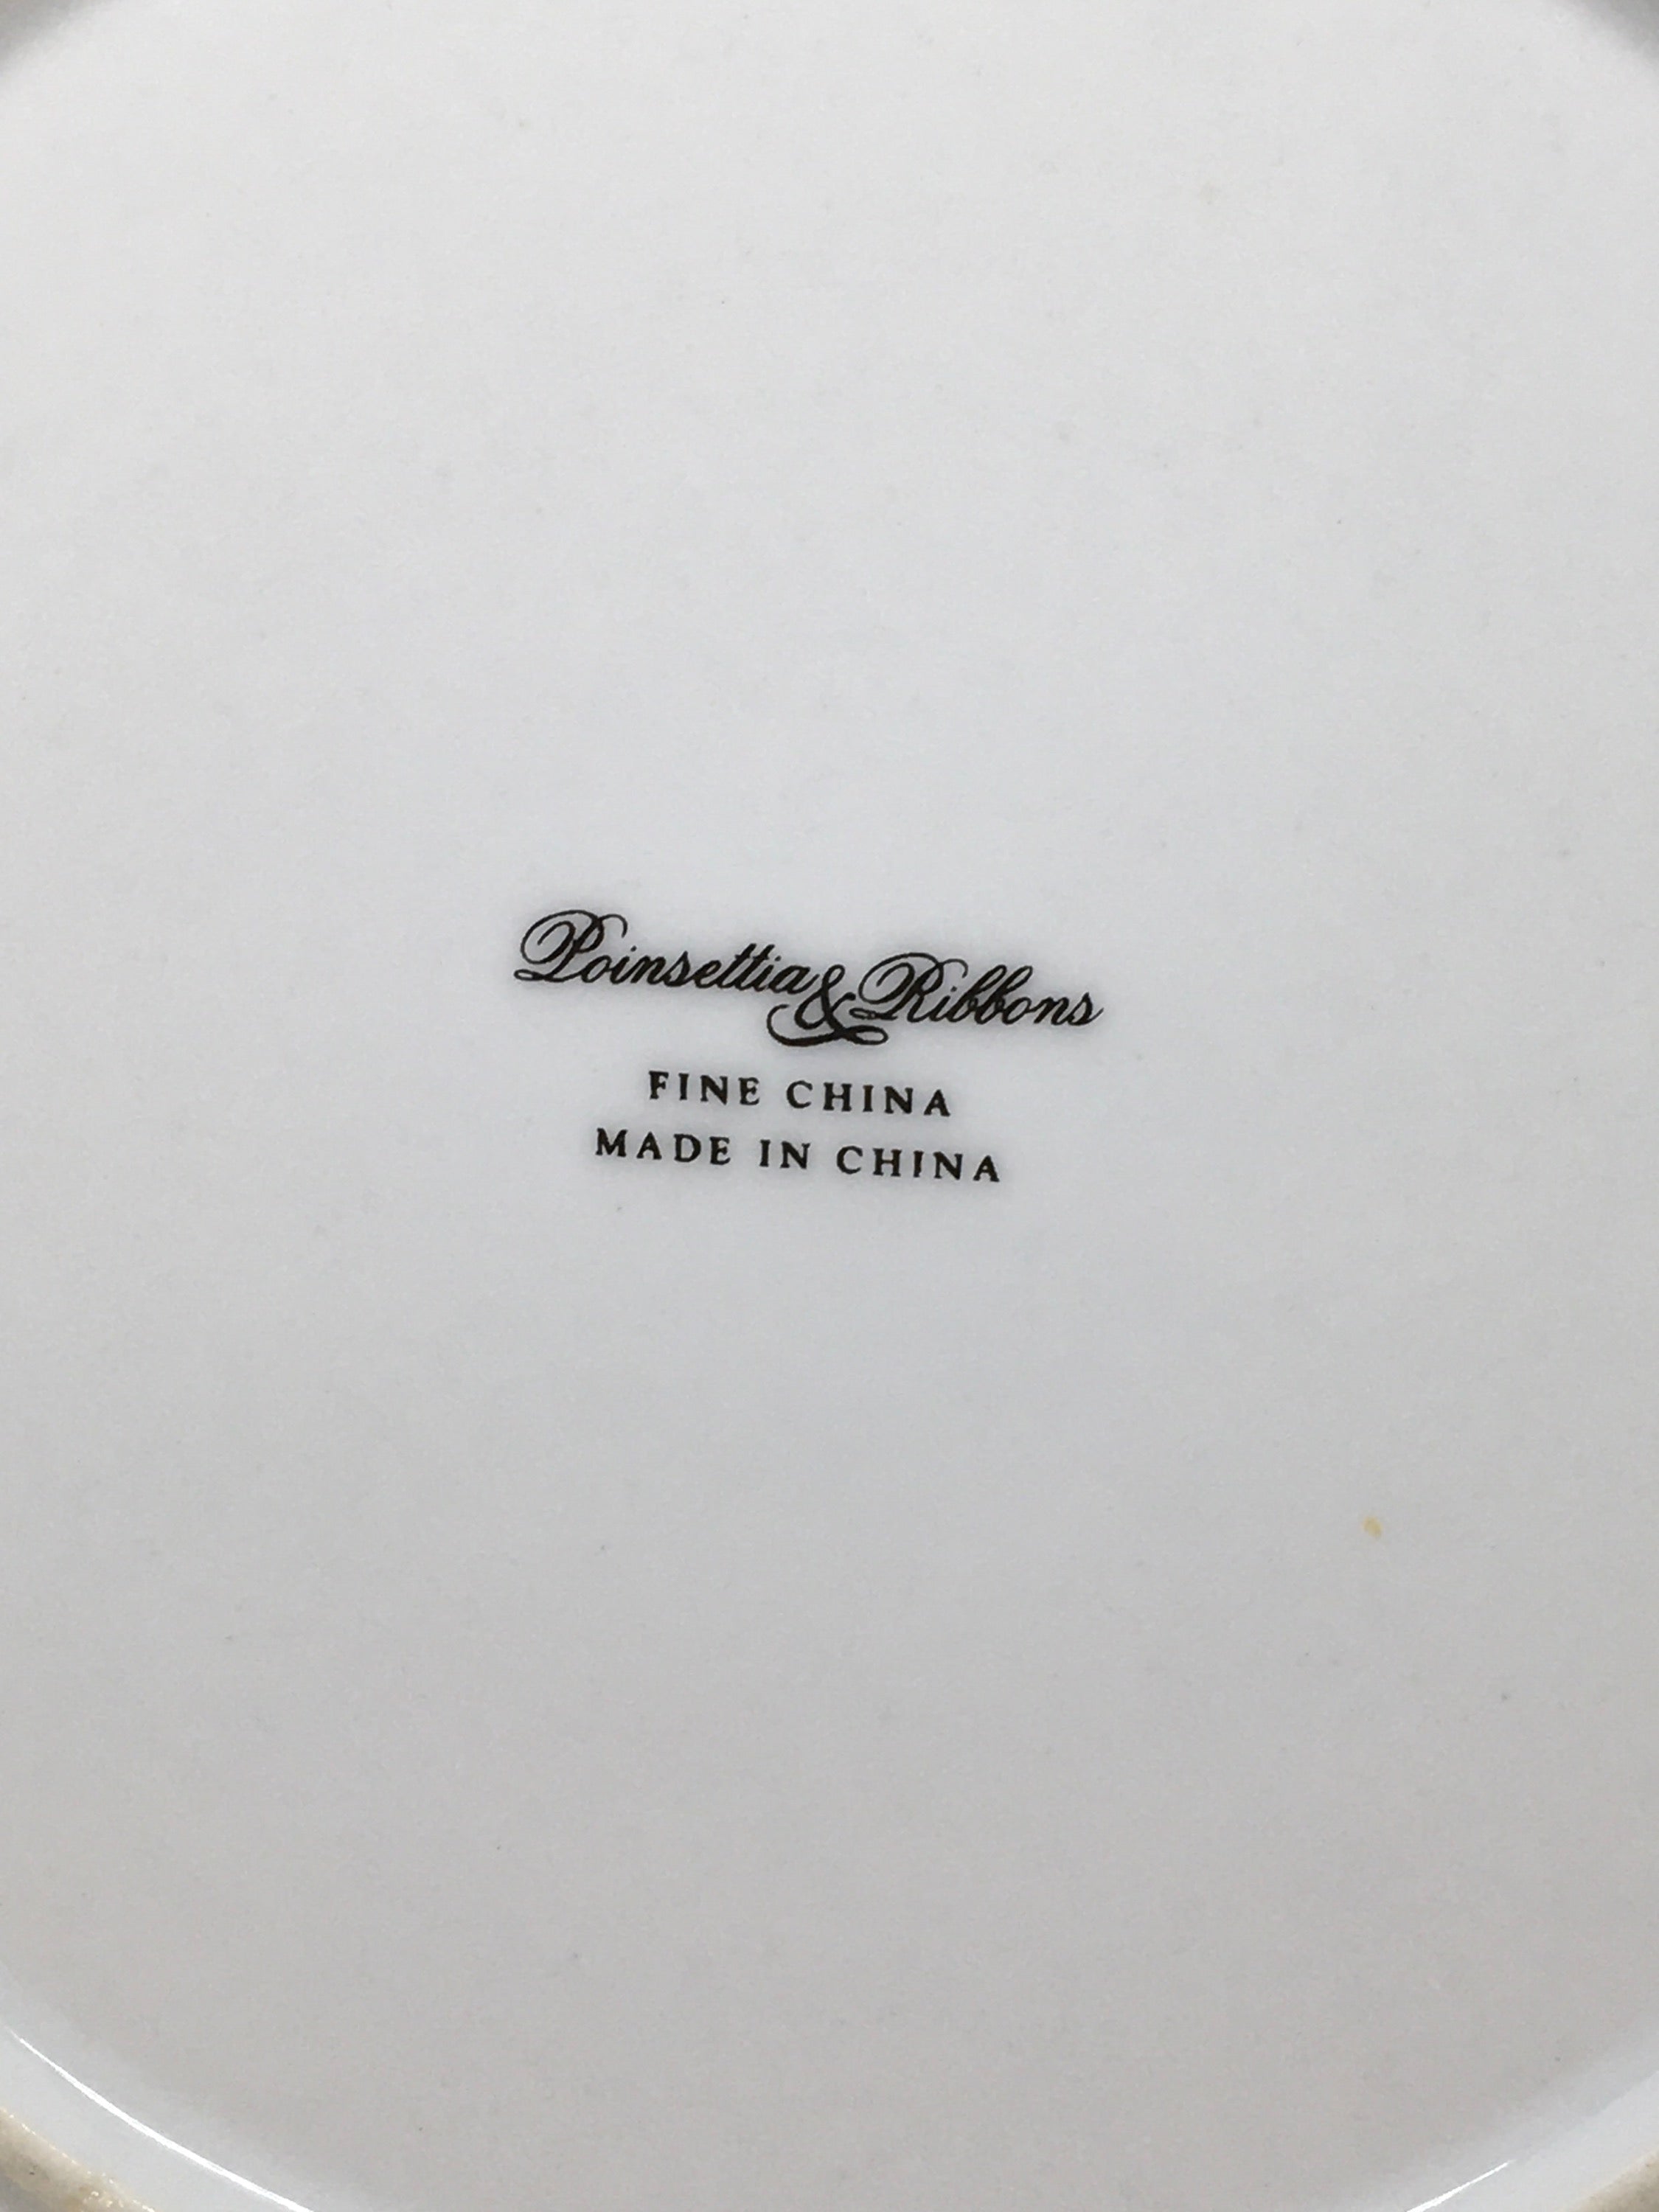 Poinsettia & Ribbons
FINE CHINA
MADE IN CHINA